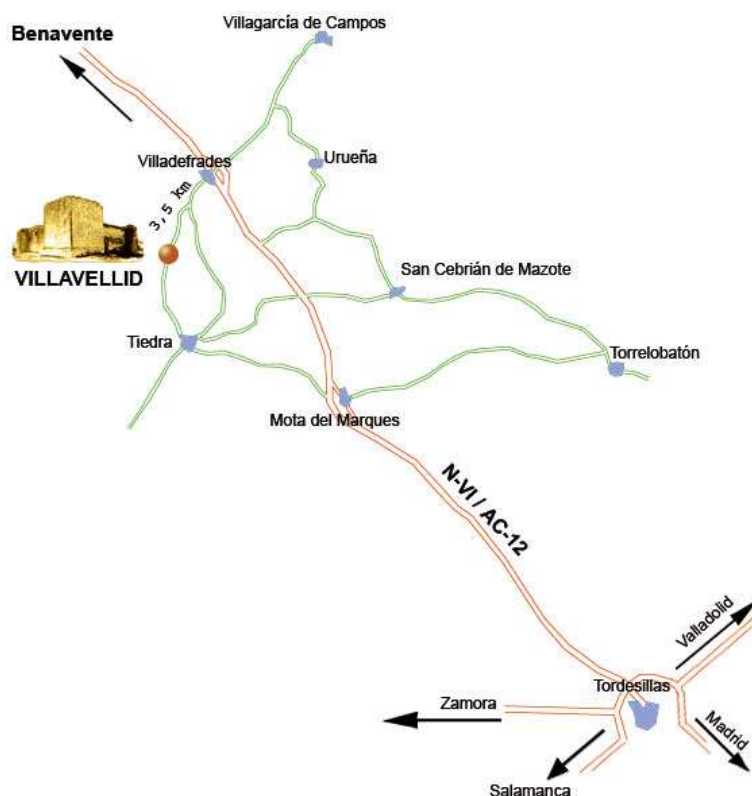 Villagarcía de Campos
Benavente
Villadefrades
Urueña
3,5 km
VILLAVELLID
San Cebrián de Mazote
Tiedra
Torrelobatón
Mota del Marques
N-VI / AC-12
Valladolid
Tordesillas
Zamora
Madrid
Salamanca